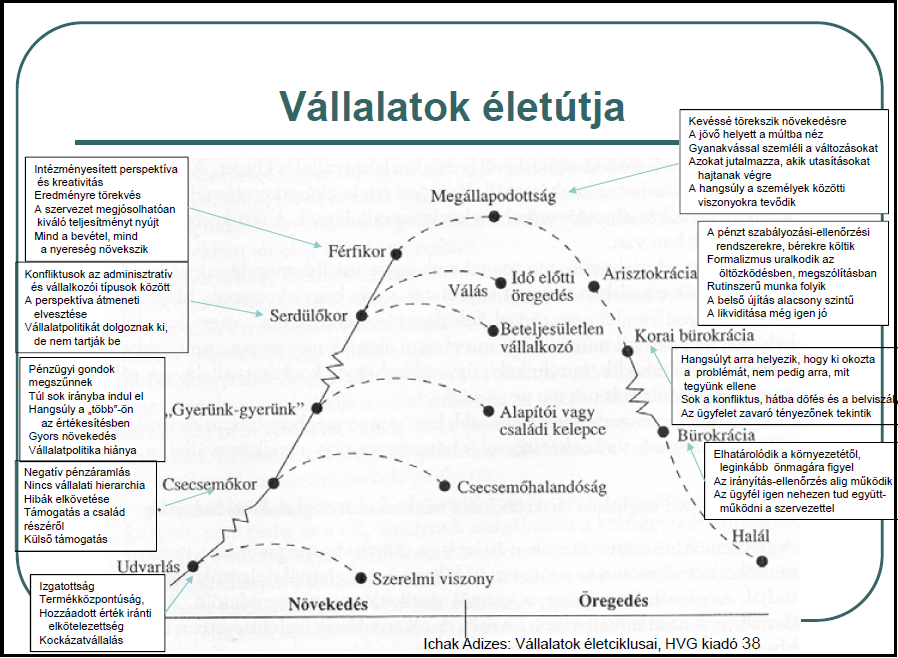 Vállalatok életútja
Intézményesített perspektíva
és kreativitás
Eredményre törekvés
A szervezet megjósolhatóan
kiváló teljesítményt nyújt
Mind a bevétel, mind
a nyereség növekszik
Konfliktusok az adminisztratív
és vállalkozói típusok között
A perspektíva átmeneti
elvesztése
Vállalatpolitikát dolgoznak ki,
de nem tartják be
Pénzügyi gondok
megszűnnek
Túl sok irányba indul el
Hangsúly a „több"-ön
az értékesítésben
Gyors növekedés
Vállalatpolitika hiánya
Negatív pénzáramlás
Nincs vállalati hierarchia
Hibák elkövetése
Támogatás a család
részéről
Külső támogatás
Izgatottság
Termékközpontúság,
Hozzáadott érték iránti
elkötelezettség
Kockázatvállalás
Megállapodottság
Férfikor
Válás
Idő előtti
öregedés
Arisztokrácia
Serdülőkor
Beteljesületlen
vállalkozó
Korai bürokrácia
„Gyerünk-gyerünk"
Alapítói vagy
családi kelepce
Bürokrácia
Csecsemőkor
Csecsemőhalandóság
Halál
Udvarlás
Szerelmi viszony
Növekedés
Öregedés
Kevéssé törekszik növekedésre
A jövő helyett a múltba néz
Gyanakvással szemléli a változásokat
Azokat jutalmazza, akik utasításokat
hajtanak végre
A hangsúly a személyek közötti
viszonyokra tevődik
A pénzt szabályozási-ellenőrzési
rendszerekre, bérekre költik
Formalizmus uralkodik az
öltözködésben, megszólításban
Rutinszerű munka folyik
A belső újítás alacsony szintű
A likviditása még igen jó
Hangsúlyt arra helyezik, hogy ki okozta
a problémát, nem pedig arra, mit
tegyünk ellene
Sok a konfliktus, hátba döfés és a belviszál
Az ügyfelet zavaró tényezőnek tekintik
Elhatárolódik a környezetétől,
leginkább önmagára figyel
Az irányítás-ellenőrzés alig működik
Az ügyfél igen nehezen tud együtt-
működni a szervezettel
Ichak Adizes: Vállalatok életciklusai, HVG kiadó 38